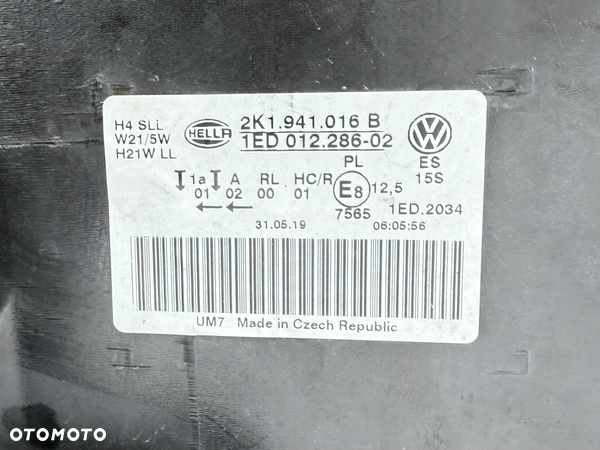 H4 SLL
W21/5W
H21W LL
HELLA
2K1.941.016 B
1ED 012.286-02
PL
ES
15S
1a A RL HC/R
01 02 00 01
E8
12,5
7565
1ED.2034
31.05.19
06:05:56
UM7 Made in Czech Republic
OTOMOTO